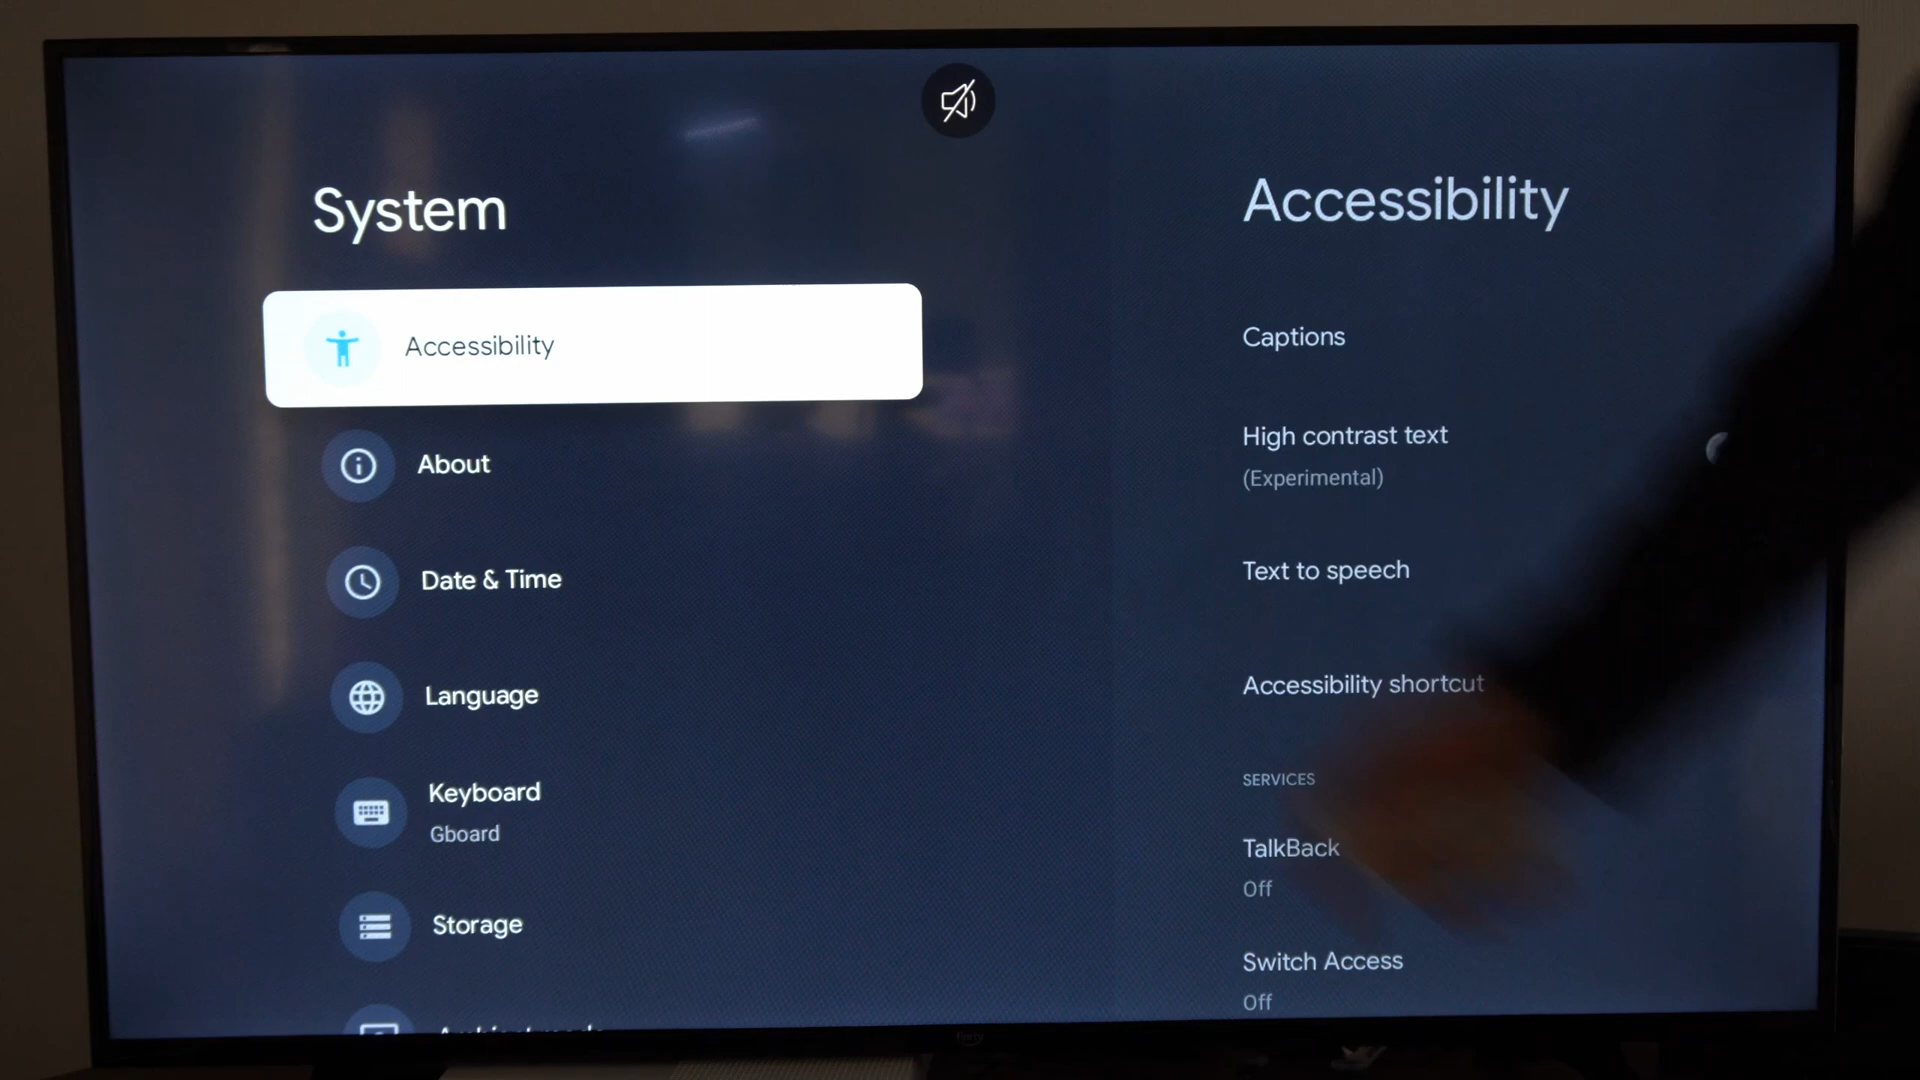 System
Accessibility
About
Date & Time
Language
Keyboard
Gboard
Storage
Accessibility
Captions
High contrast text
(Experimental)
Text to speech
Accessibility shortcut
SERVICES
TalkBack
Off
Switch Access
Off